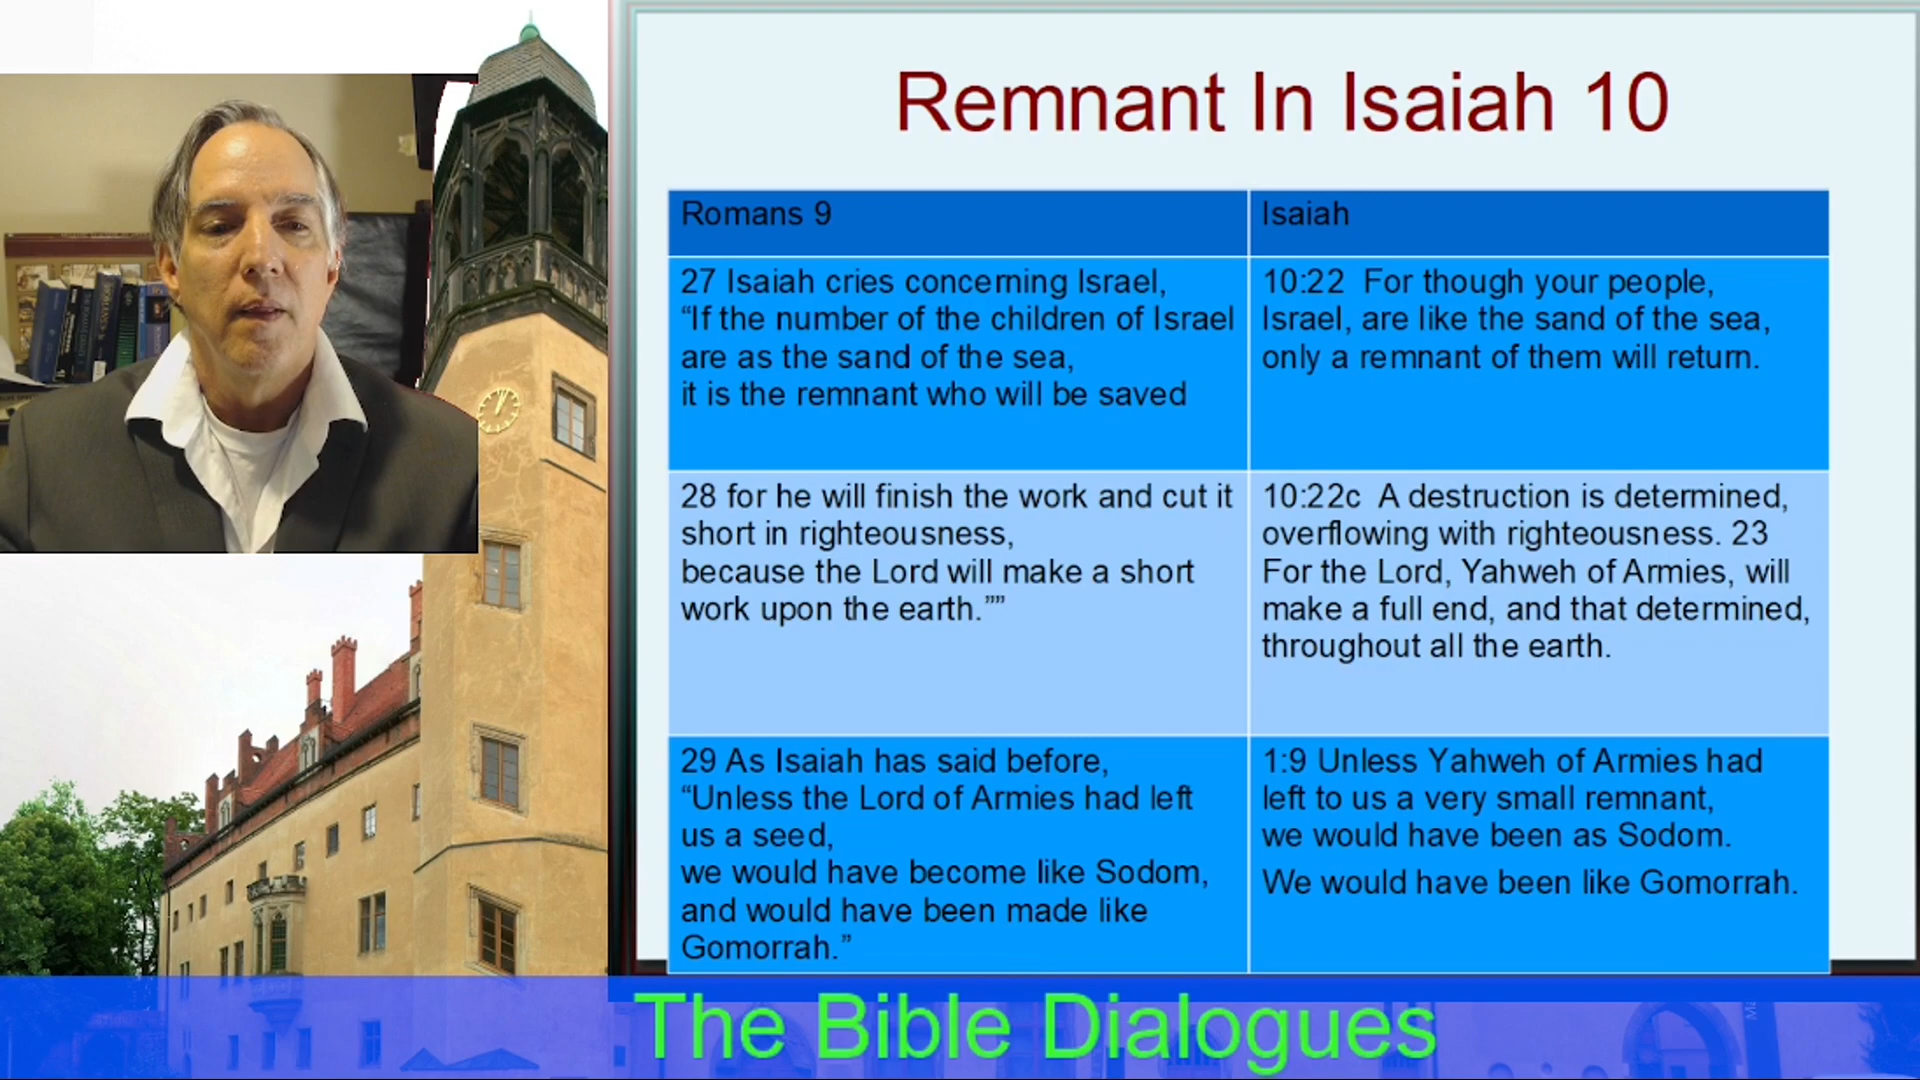 Remnant In Isaiah 10
Romans 9
Isaiah
27 Isaiah cries concerning Israel,
“If the number of the children of Israel
are as the sand of the sea,
it is the remnant who will be saved
10:22  For though your people,
Israel, are like the sand of the sea,
only a remnant of them will return.
28 for he will finish the work and cut it
short in righteousness,
because the Lord will make a short
work upon the earth.””
10:22c  A destruction is determined,
overflowing with righteousness. 23
For the Lord, Yahweh of Armies, will
make a full end, and that determined,
throughout all the earth.
29 As Isaiah has said before,
“Unless the Lord of Armies had left
us a seed,
we would have become like Sodom,
and would have been made like
Gomorrah.”
1:9 Unless Yahweh of Armies had
left to us a very small remnant,
we would have been as Sodom.
We would have been like Gomorrah.
The Bible Dialogues